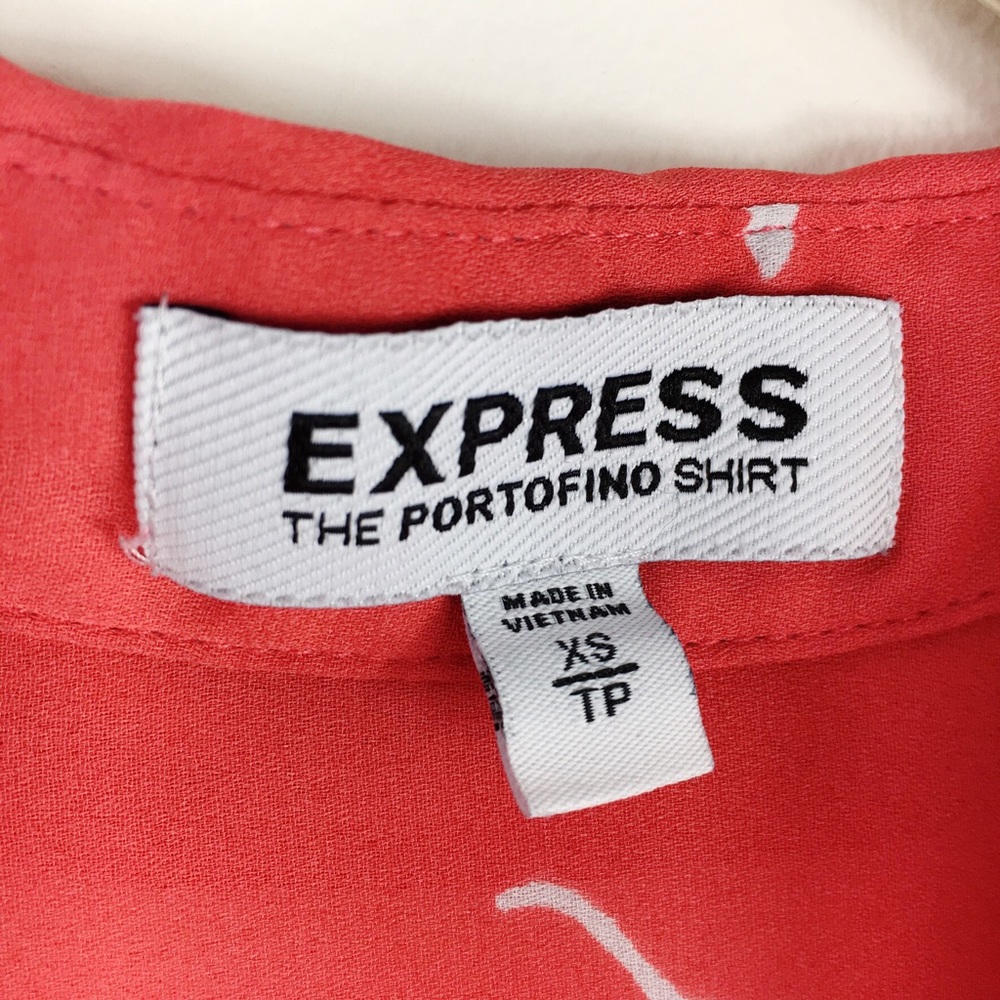 EXPRESS
THE PORTOFINO SHIRT
MADE IN
VIETNAM
XS
TP